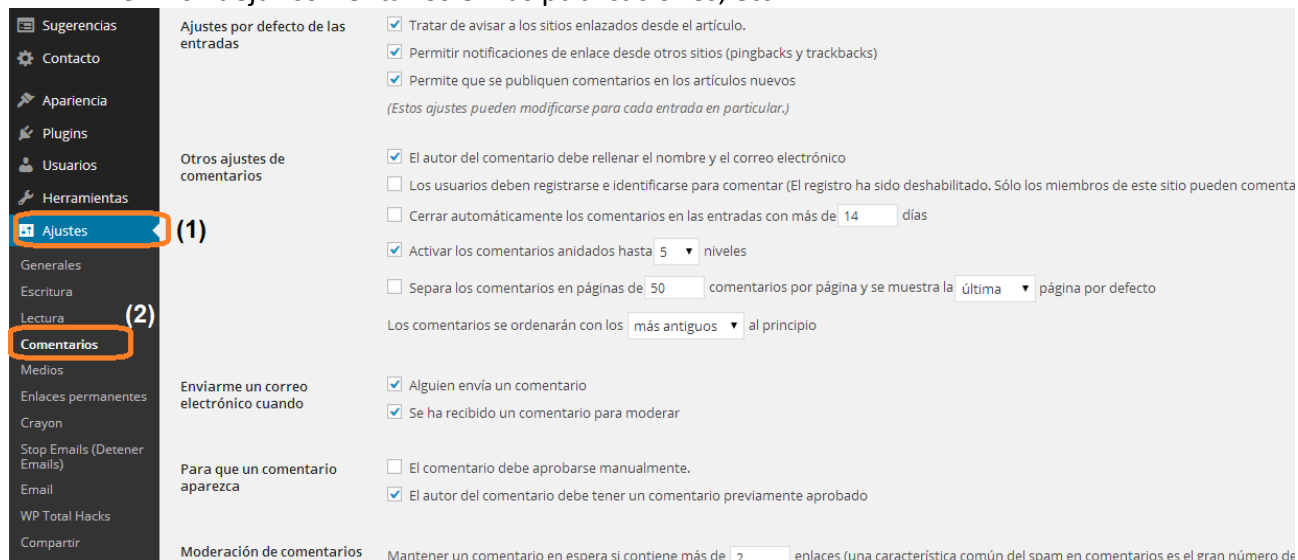 Sugerencias
Contacto
Apariencia
Plugins
Usuarios
Herramientas
Ajustes
(1)
Generales
Escritura
Lectura
(2)
Comentarios
Medios
Enlaces permanentes
Crayon
Stop Emails (Detener
Emails)
Email
WP Total Hacks
Compartir
Ajustes por defecto de las
entradas
Tratar de avisar a los sitios enlazados desde el artículo.
Permitir notificaciones de enlace desde otros sitios (pingbacks y trackbacks)
Permite que se publiquen comentarios en los artículos nuevos
(Estos ajustes pueden modificarse para cada entrada en particular.)
Otros ajustes de
comentarios
El autor del comentario debe rellenar el nombre y el correo electrónico
Los usuarios deben registrarse e identificarse para comentar (El registro ha sido deshabilitado. Sólo los miembros de este sitio pueden comenta
Cerrar automáticamente los comentarios en las entradas con más de 14 días
Activar los comentarios anidados hasta 5 niveles
Separa los comentarios en páginas de 50 comentarios por página y se muestra la última página por defecto
Los comentarios se ordenarán con los más antiguos al principio
Enviarme un correo
electrónico cuando
Alguien envía un comentario
Se ha recibido un comentario para moderar
Para que un comentario
aparezca
El comentario debe aprobarse manualmente.
El autor del comentario debe tener un comentario previamente aprobado
Moderación de comentarios
Mantener un comentario en espera si contiene más de 2 enlaces (una característica común del spam en comentarios es el gran número de